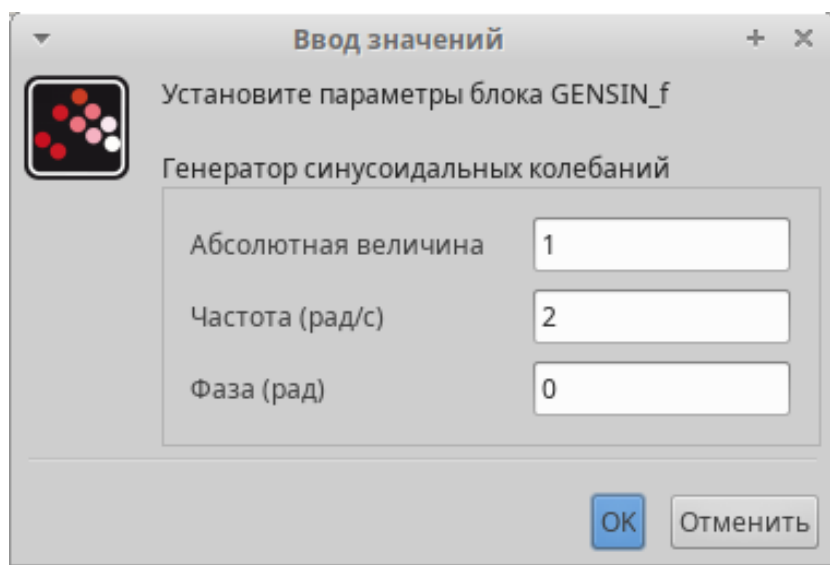 Ввод значений
Установите параметры блока GENSIN_f
Генератор синусоидальных колебаний
Абсолютная величина 1
Частота (рад/с) 2
Фаза (рад) 0
OK Отменить